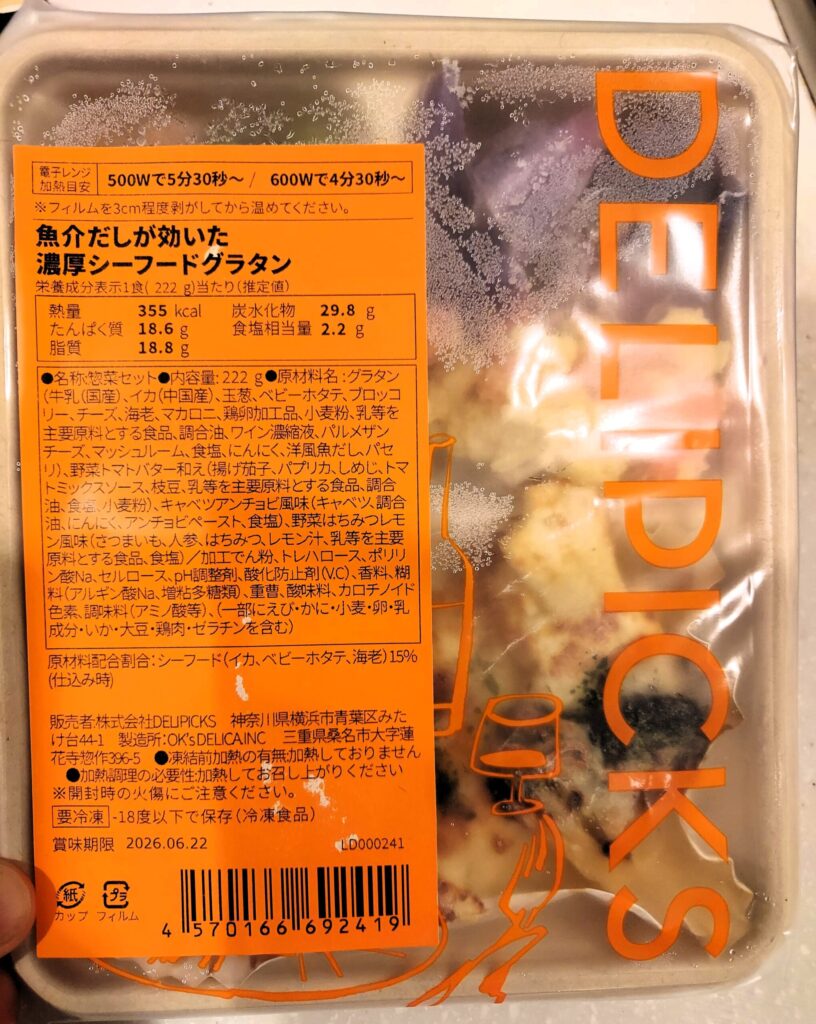 電子レンジ
加熱目安
500Wで5分30秒〜 / 600Wで4分30秒〜
※フィルムを3cm程度剥がしてから温めてください。
魚介だしが効いた
濃厚シーフードグラタン
栄養成分表示1食( 222 g)当たり(推定値)
熱量 355 kcal 炭水化物 29.8 g
たんぱく質 18.6 g 食塩相当量 2.2 g
脂質 18.8 g
●名称:惣菜セット●内容量: 222 g●原材料名:グラタン
(牛乳(国産)、イカ(中国産)、玉葱、ベビーホタテ、ブロッコ
リー、チーズ、海老、マカロニ、鶏卵加工品、小麦粉、乳等を
主要原料とする食品、調合油、ワイン濃縮液、パルメザン
チーズ、マッシュルーム、食塩、にんにく、洋風魚だし、パセ
リ)、野菜トマトバター和え(揚げ茄子、パプリカ、しめじ、トマ
トミックスソース、枝豆、乳等を主要原料とする食品、調合
油、食塩、小麦粉)、キャベツアンチョビ風味(キャベツ、調合
油、にんにく、アンチョビペースト、食塩)、野菜はちみつレモ
ン風味(さつまいも、人参、はちみつ、レモン汁、乳等を主要
原料とする食品、食塩)/加工でん粉、トレハロース、ポリリ
ン酸Na、セルロース、pH調整剤、酸化防止剤(V.C)、香料、糊
料(アルギン酸Na、増粘多糖類)、重曹、酸味料、カロチノイド
色素、調味料(アミノ酸等)、(一部にえび・かに・小麦・卵・乳
成分・いか・大豆・鶏肉・ゼラチンを含む)
原材料配合割合:シーフード(イカ、ベビーホタテ、海老)15%
(仕込み時)
販売者:株式会社DELIPICKS 神奈川県横浜市青葉区みた
け台44-1 製造所:OK's DELICA.INC 三重県桑名市大字蓮
花寺惣作396-5 ●凍結前加熱の有無:加熱しておりません
●加熱調理の必要性:加熱してお召し上がりください
※開封時の火傷にご注意ください。
要冷凍 -18度以下で保存(冷凍食品)
賞味期限 2026.06.22 LD000241
紙 プラ
カップ フィルム
4 570166 692419
DELIPICKS